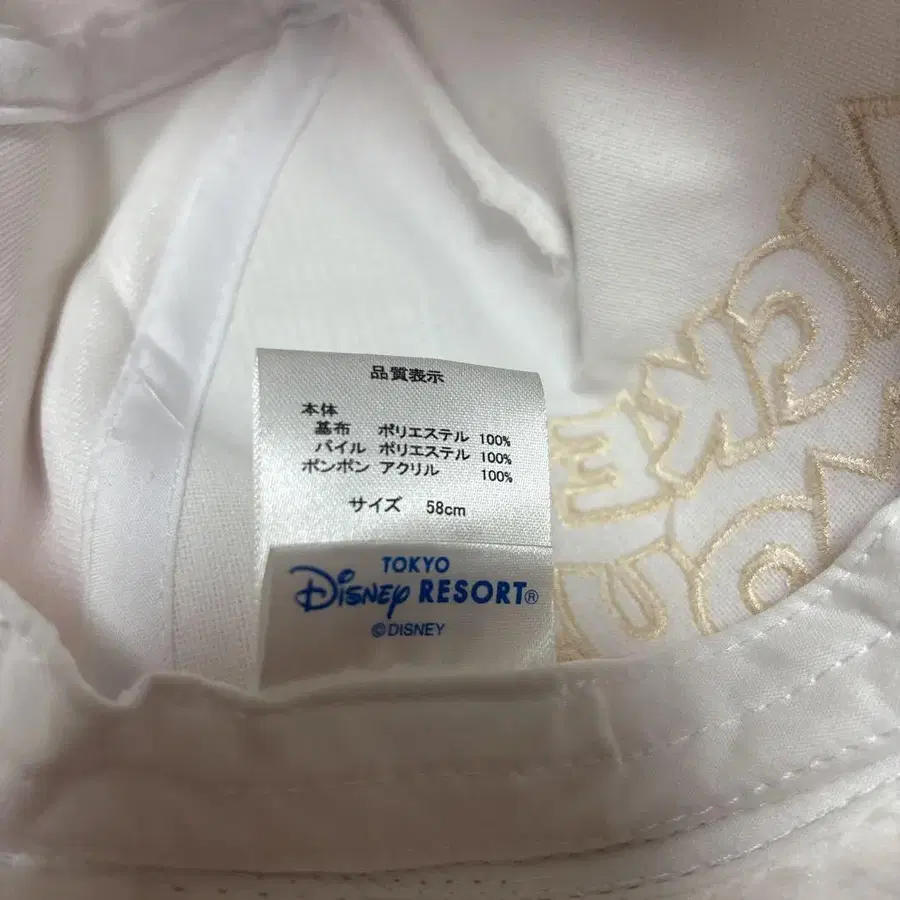 品質表示
本体
基布 ポリエステル 100%
パイル ポリエステル 100%
ポンポン アクリル 100%
サイズ 58cm
TOKYO
Disney RESORT®
©DISNEY
MICKEY